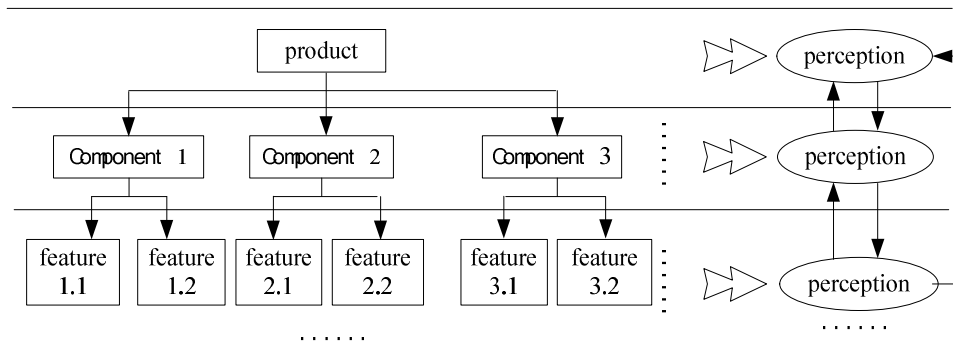 product
perception
Component 1
Component 2
Component 3
perception
feature
1.1
feature
1.2
feature
2.1
feature
2.2
feature
3.1
feature
3.2
perception